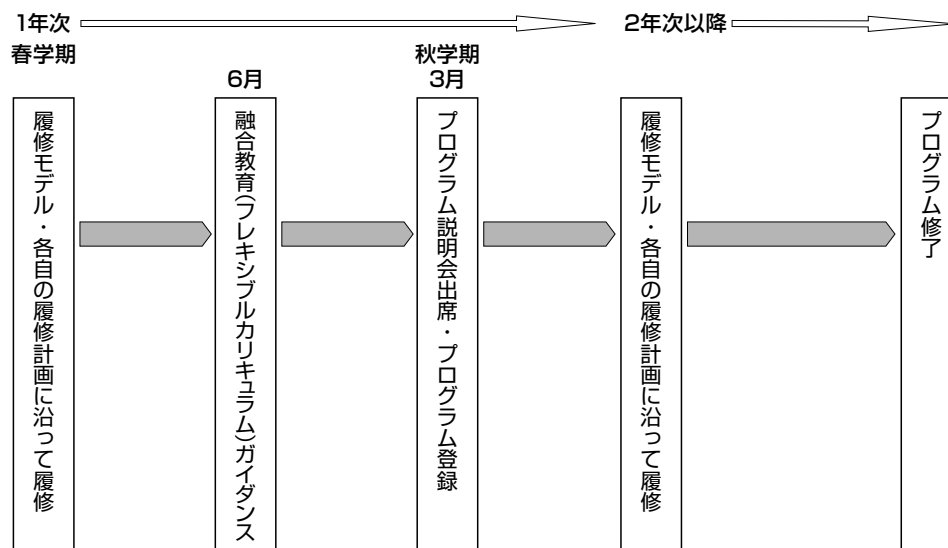 1年次
2年次以降
春学期
秋学期
6月
3月
履修モデル・各自の履修計画に沿って履修
融合教育(フレキシブルカリキュラム)ガイダンス
プログラム説明会出席・プログラム登録
履修モデル・各自の履修計画に沿って履修
プログラム修了